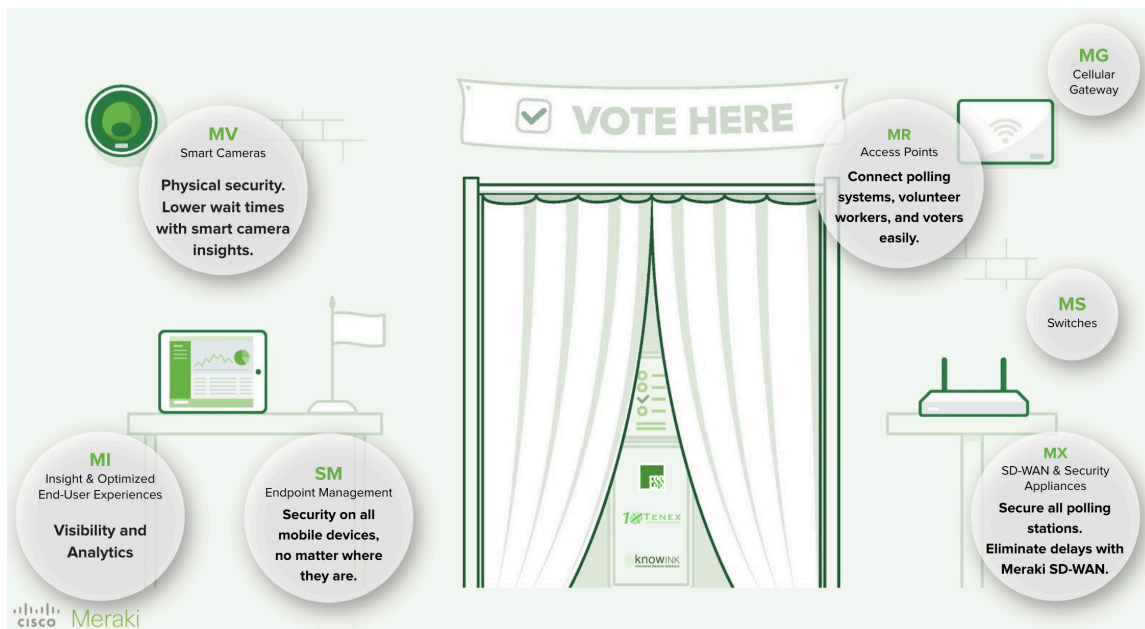 MG
Cellular
Gateway
VOTE HERE
MV
Smart Cameras
Physical security.
Lower wait times
with smart camera
insights.
MR
Access Points
Connect polling
systems, volunteer
workers, and voters
easily.
MS
Switches
MI
Insight & Optimized
End-User Experiences
Visibility and
Analytics
SM
Endpoint Management
Security on all
mobile devices,
no matter where
they are.
ESS
TENEX
KNOWiNK
MX
SD-WAN & Security
Appliances
Secure all polling
stations.
Eliminate delays with
Meraki SD-WAN.
CISCO Meraki